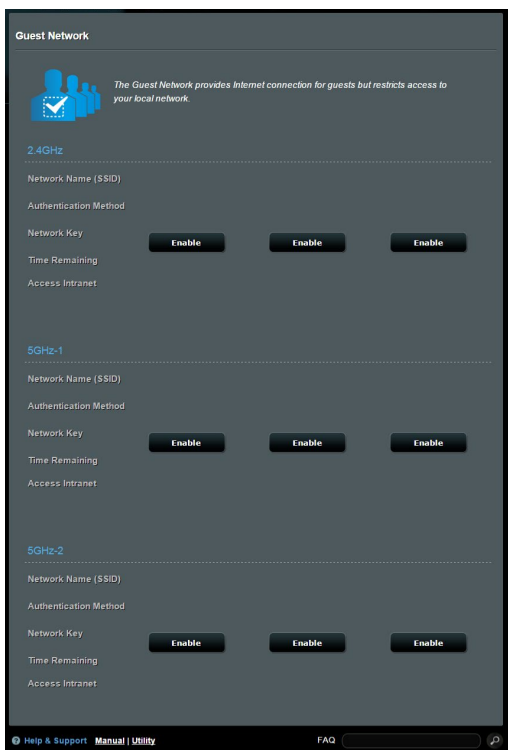 Guest Network
The Guest Network provides Internet connection for guests but restricts access to
your local network.
2.4GHz
Network Name (SSID)
Authentication Method
Network Key
Enable Enable Enable
Time Remaining
Access Intranet
5GHz-1
Network Name (SSID)
Authentication Method
Network Key
Enable Enable Enable
Time Remaining
Access Intranet
5GHz-2
Network Name (SSID)
Authentication Method
Network Key
Enable Enable Enable
Time Remaining
Access Intranet
Help & Support Manual | Utility FAQ